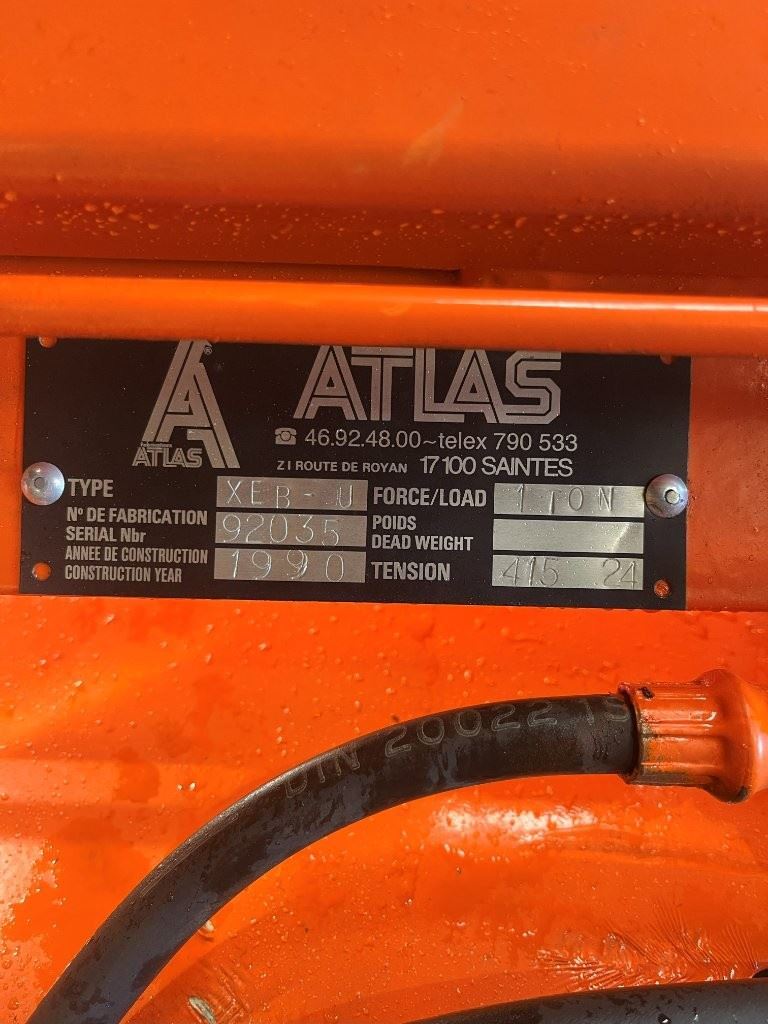 ATLAS
®
ATLAS
☎ 46.92.48.00~telex 790 533
Z I ROUTE DE ROYAN 17100 SAINTES
TYPE XEB-U FORCE/LOAD 1 TON
N° DE FABRICATION
SERIAL Nbr 92035 POIDS
DEAD WEIGHT
ANNEE DE CONSTRUCTION
CONSTRUCTION YEAR 1990 TENSION 415 24
DIN 20022